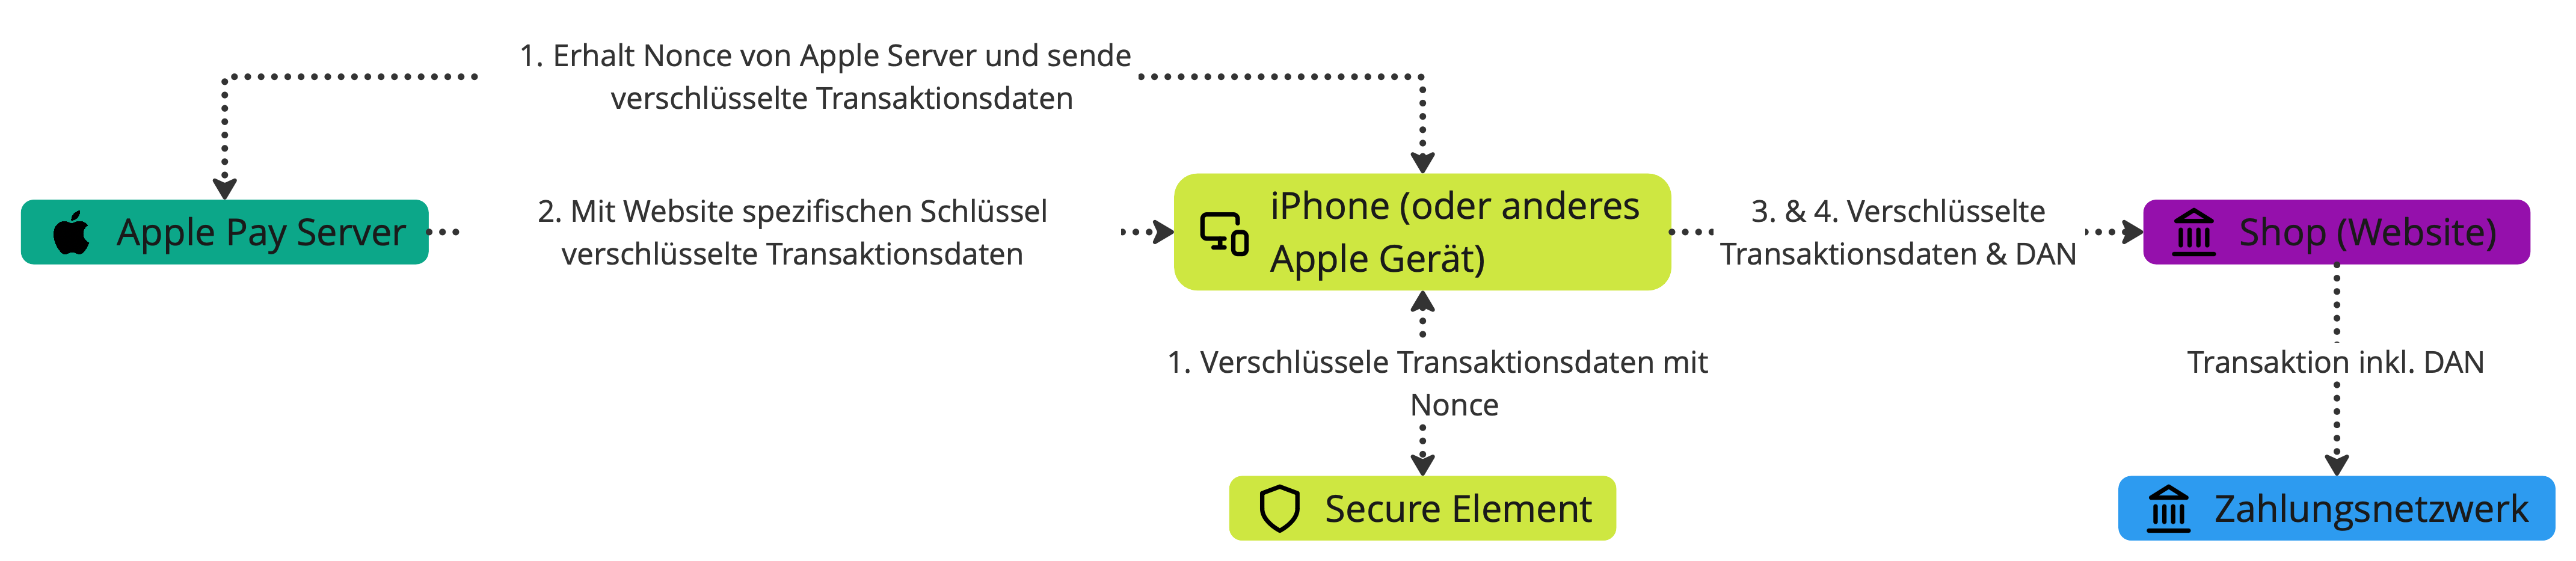 1. Erhalt Nonce von Apple Server und sende
verschlüsselte Transaktionsdaten
Apple Pay Server
2. Mit Website spezifischen Schlüssel
verschlüsselte Transaktionsdaten
iPhone (oder anderes
Apple Gerät)
3. & 4. Verschlüsselte
Transaktionsdaten & DAN
Shop (Website)
1. Verschlüssele Transaktionsdaten mit
Nonce
Transaktion inkl. DAN
Secure Element
Zahlungsnetzwerk